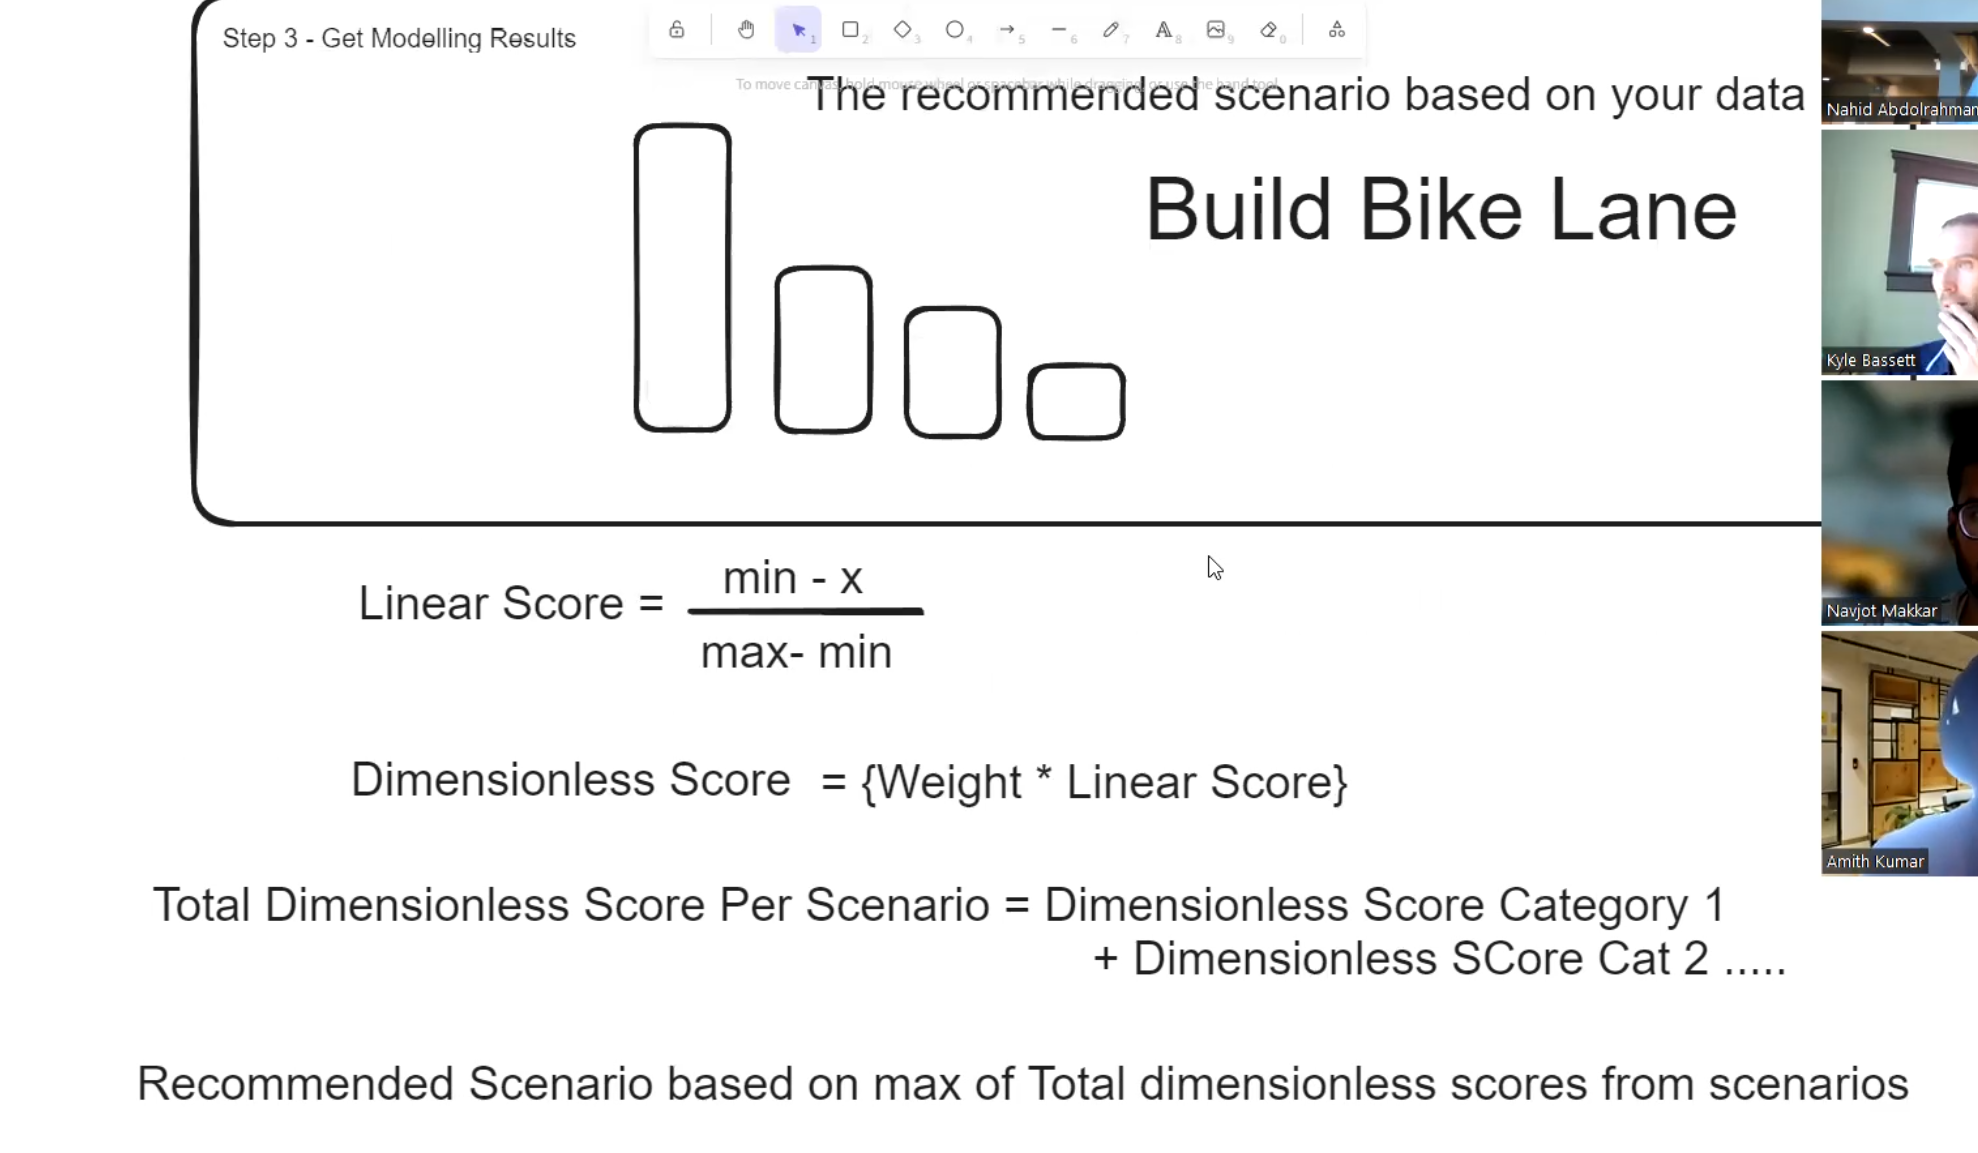 Step 3 - Get Modelling Results
1
2
3
4
5
6
7
8
9
0
To move canvas, hold mouse wheel or spacebar while dragging, or use the hand tool
The recommended scenario based on your data
Build Bike Lane
Nahid Abdolrahman
Kyle Bassett
Navjot Makkar
Amith Kumar
Linear Score =
min - x
max- min
Dimensionless Score = {Weight * Linear Score}
Total Dimensionless Score Per Scenario = Dimensionless Score Category 1
+ Dimensionless SCore Cat 2 .....
Recommended Scenario based on max of Total dimensionless scores from scenarios